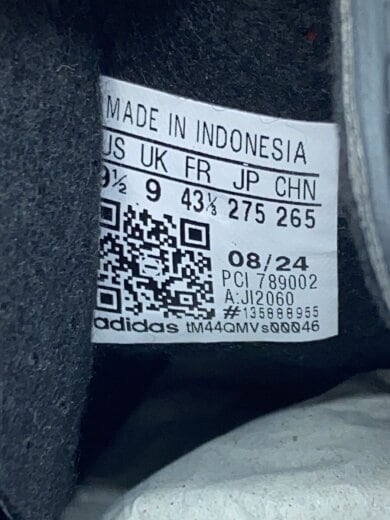 MADE IN INDONESIA
US UK FR JP CHN
9½ 9 43⅓ 275 265
08/24
PCI 789002
A:JI2060
#135888955
adidas tM44QMVs00046